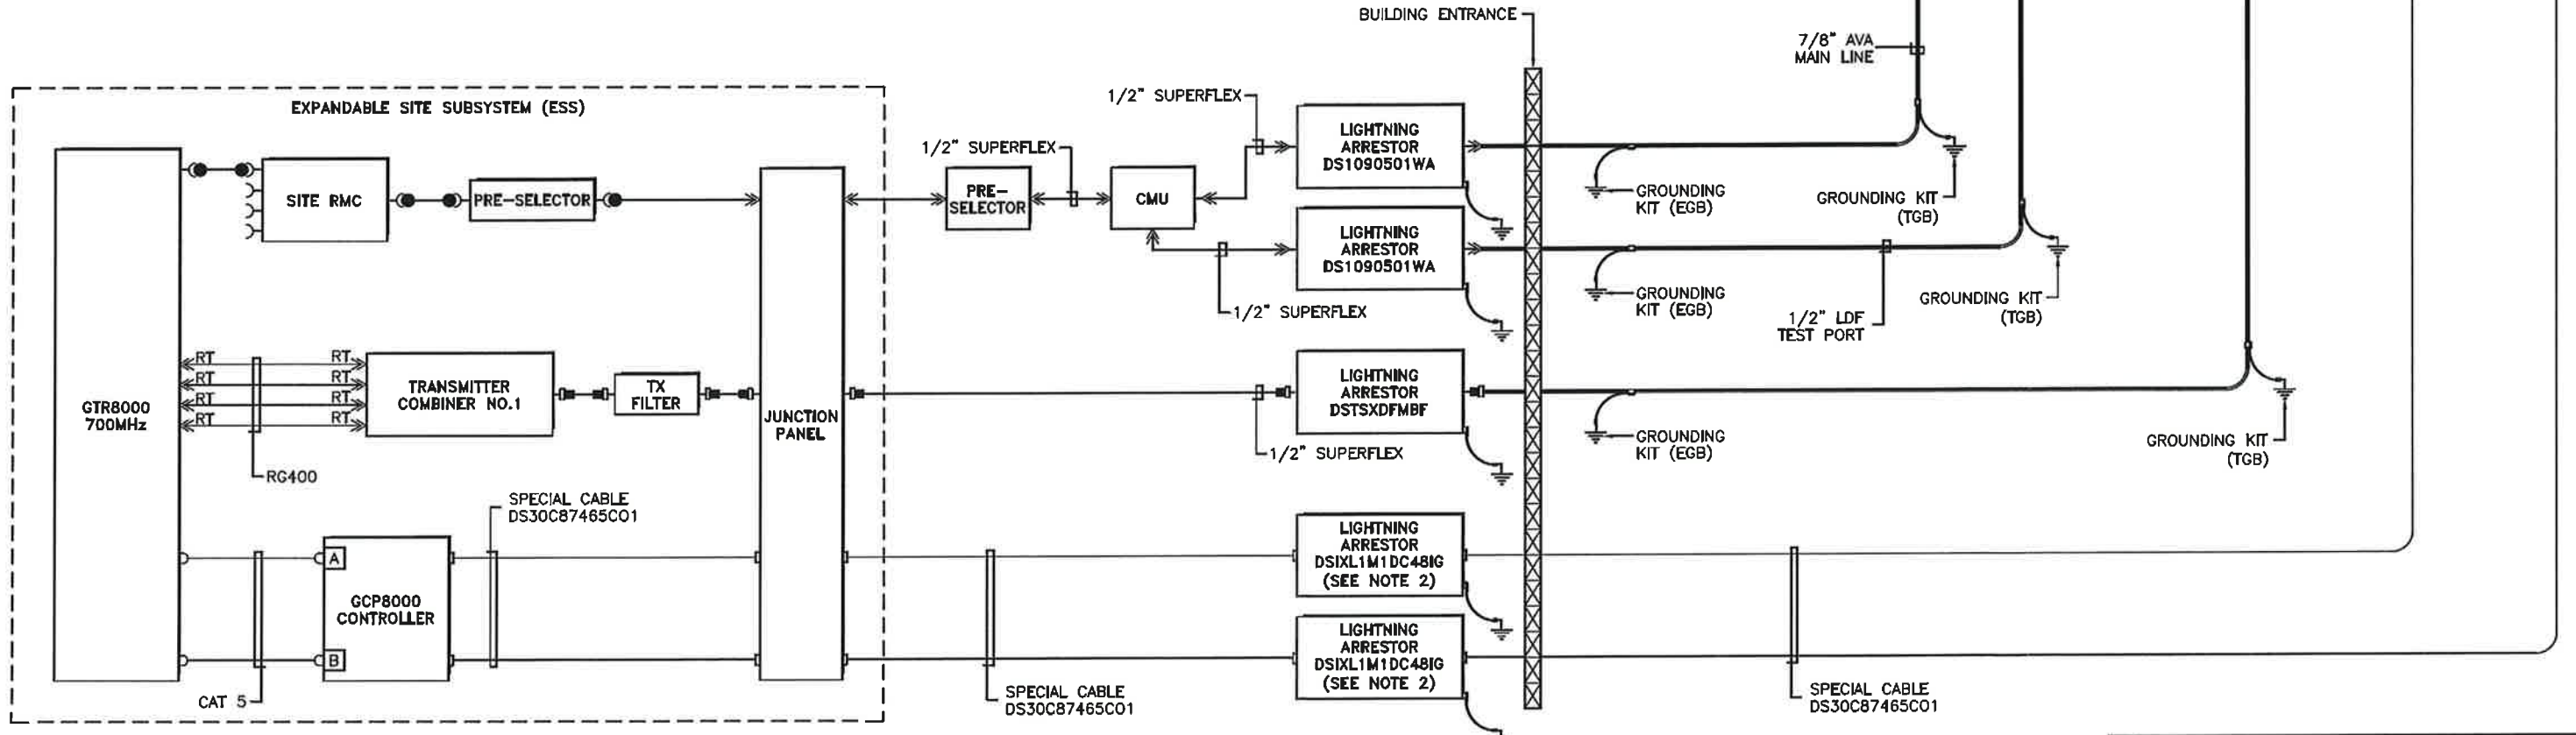 BUILDING ENTRANCE
7/8" AVA
MAIN LINE
EXPANDABLE SITE SUBSYSTEM (ESS)
1/2" SUPERFLEX
1/2" SUPERFLEX
LIGHTNING
ARRESTOR
DS1090501WA
SITE RMC
PRE-SELECTOR
PRE-
SELECTOR
CMU
GROUNDING
KIT (EGB)
GROUNDING KIT
(TGB)
LIGHTNING
ARRESTOR
DS1090501WA
1/2" SUPERFLEX
GROUNDING
KIT (EGB)
1/2" LDF
TEST PORT
GROUNDING KIT
(TGB)
GTR8000
700MHz
RT
RT
RT
RT
RT
RT
RT
RT
TRANSMITTER
COMBINER NO.1
TX
FILTER
JUNCTION
PANEL
LIGHTNING
ARRESTOR
DSTSXDFMBF
1/2" SUPERFLEX
GROUNDING
KIT (EGB)
GROUNDING KIT
(TGB)
RG400
SPECIAL CABLE
DS30C87465C01
A
GCP8000
CONTROLLER
B
CAT 5
LIGHTNING
ARRESTOR
DSIXL1M1DC48IG
(SEE NOTE 2)
LIGHTNING
ARRESTOR
DSIXL1M1DC48IG
(SEE NOTE 2)
SPECIAL CABLE
DS30C87465C01
SPECIAL CABLE
DS30C87465C01